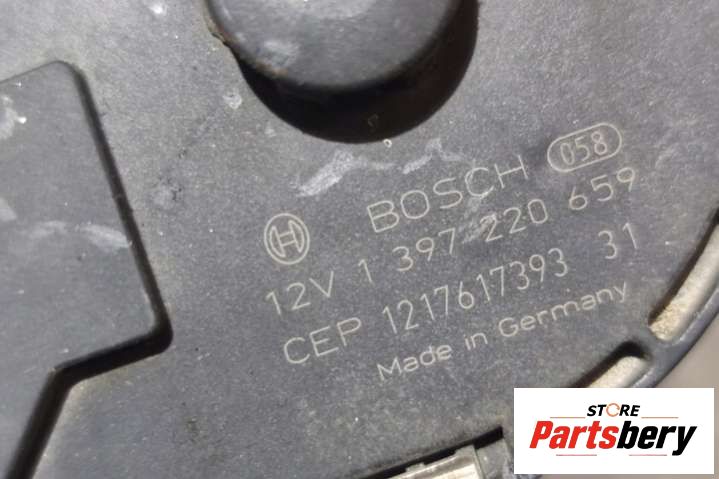 BOSCH 058
12V 1 397 220 659
CEP 1217617393 31
Made in Germany
STORE
Partsbery